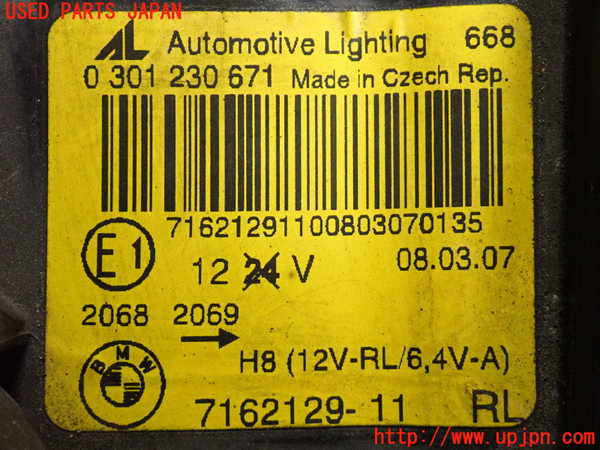 USED PARTS JAPAN
AL Automotive Lighting 668
0 301 230 671 Made in Czech Rep.
71621291100803070135
E1 12 24 V 08.03.07
2068 2069
H8 (12V-RL/6,4V-A)
BMW 7162129-11 RL
http://www.upjpn.com/